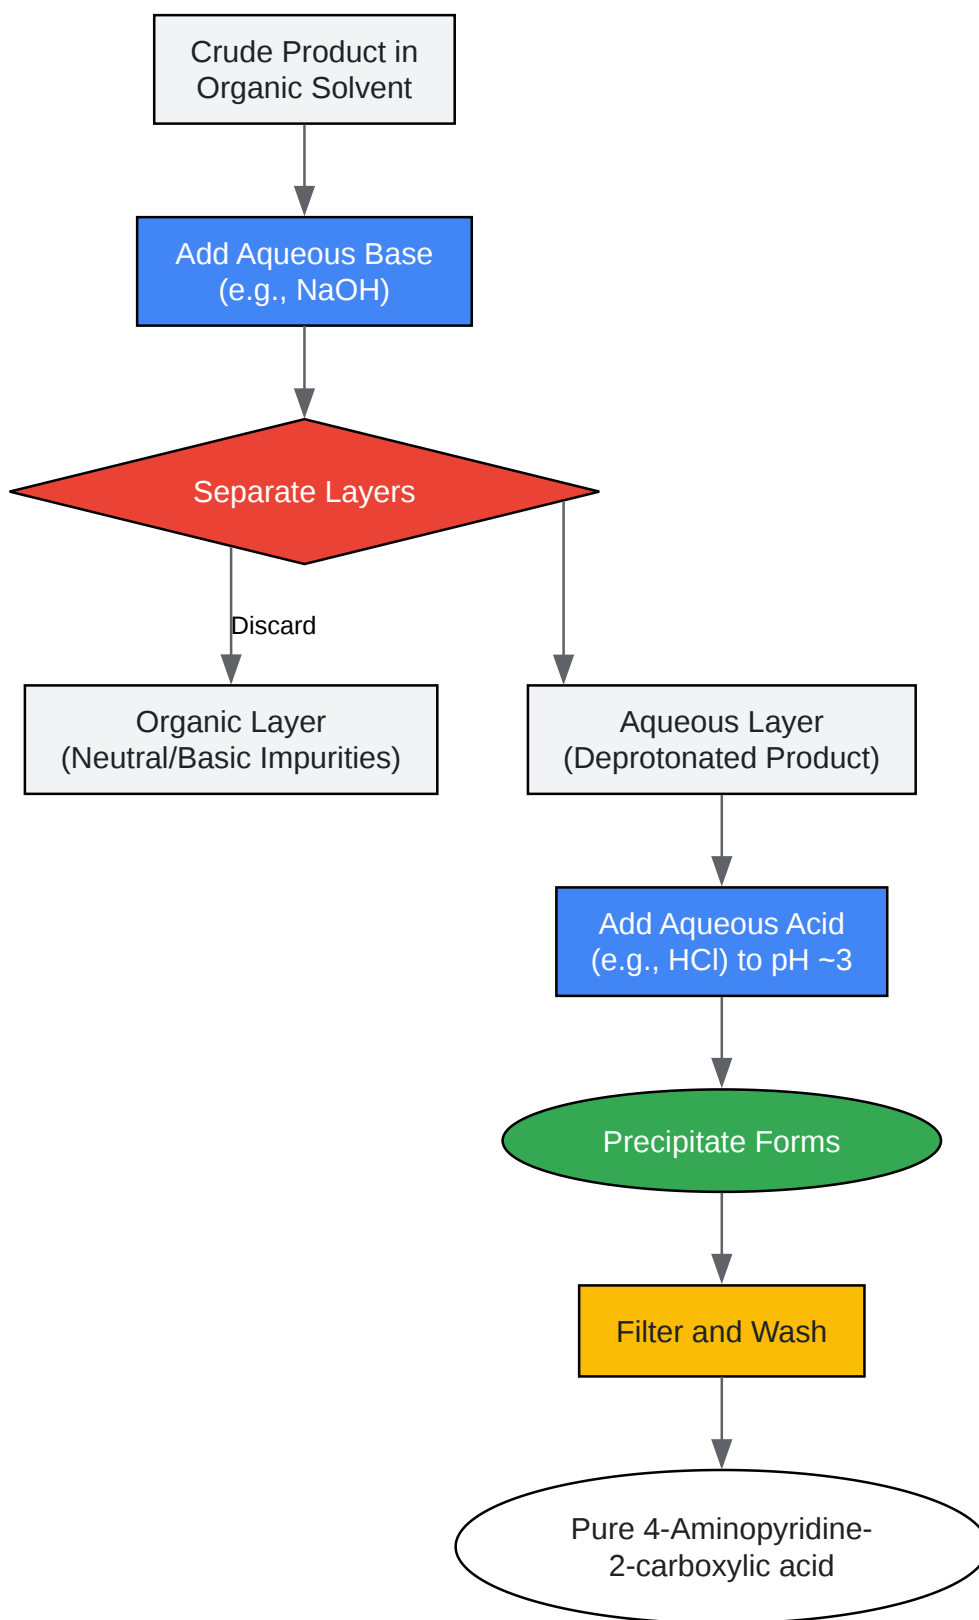 Crude Product in
Organic Solvent
Add Aqueous Base
(e.g., NaOH)
Separate Layers
Discard
Organic Layer
(Neutral/Basic Impurities)
Aqueous Layer
(Deprotonated Product)
Add Aqueous Acid
(e.g., HCl) to pH ~3
Precipitate Forms
Filter and Wash
Pure 4-Aminopyridine-
2-carboxylic acid